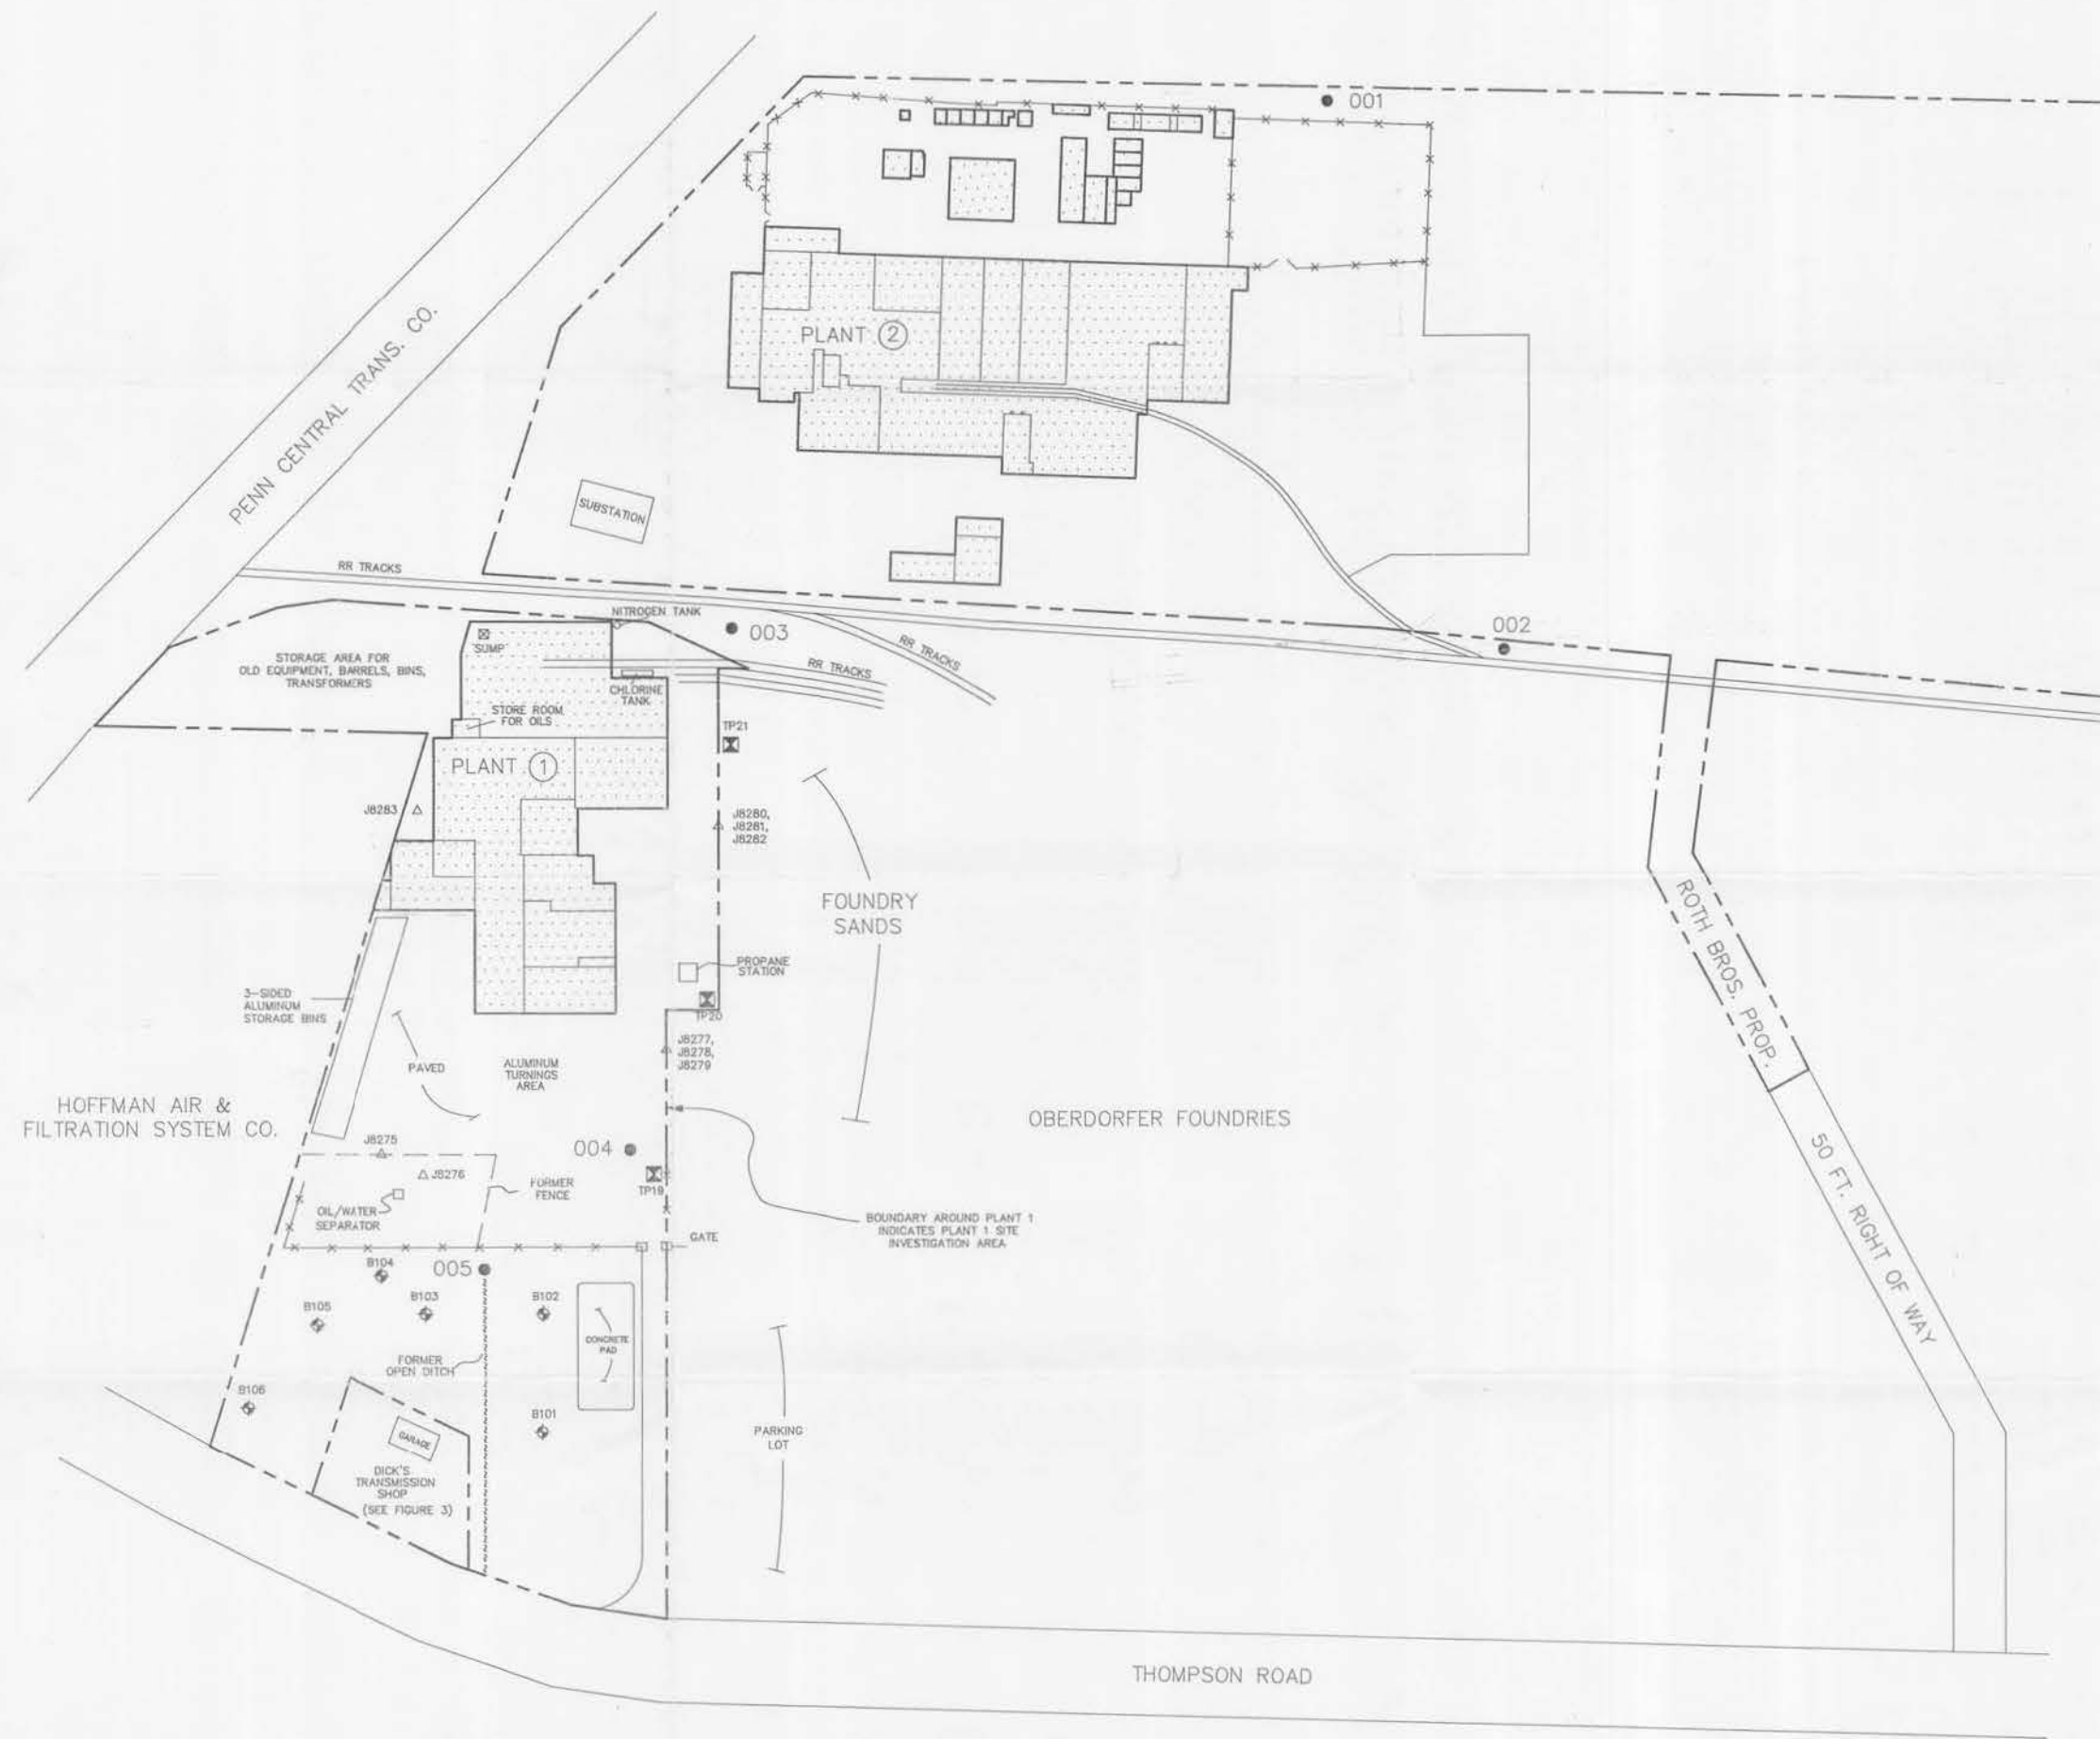 001
PENN CENTRAL TRANS. CO.
PLANT 2
SUBSTATION
RR TRACKS
NITROGEN TANK
003
002
RR TRACKS
RR TRACKS
SUMP
STORAGE AREA FOR
OLD EQUIPMENT, BARRELS, BINS,
TRANSFORMERS
CHLORINE
TANK
STORE ROOM
FOR OILS
TP21
PLANT 1
J8283
J8280,
J8281,
J8282
FOUNDRY
SANDS
ROTH BROS. PROP.
PROPANE
STATION
3-SIDED
ALUMINUM
STORAGE BINS
TP20
J8277,
J8278,
J8279
PAVED
ALUMINUM
TURNINGS
AREA
HOFFMAN AIR &
FILTRATION SYSTEM CO.
OBERDORFER FOUNDRIES
J8275
004
J8276
FORMER
FENCE
TP19
50 FT. RIGHT OF WAY
OIL/WATER
SEPARATOR
BOUNDARY AROUND PLANT 1
INDICATES PLANT 1 SITE
INVESTIGATION AREA
GATE
B104
005
B105
B103
B102
CONCRETE
PAD
FORMER
OPEN DITCH
B106
B101
GARAGE
PARKING
LOT
DICK'S
TRANSMISSION
SHOP
(SEE FIGURE 3)
THOMPSON ROAD